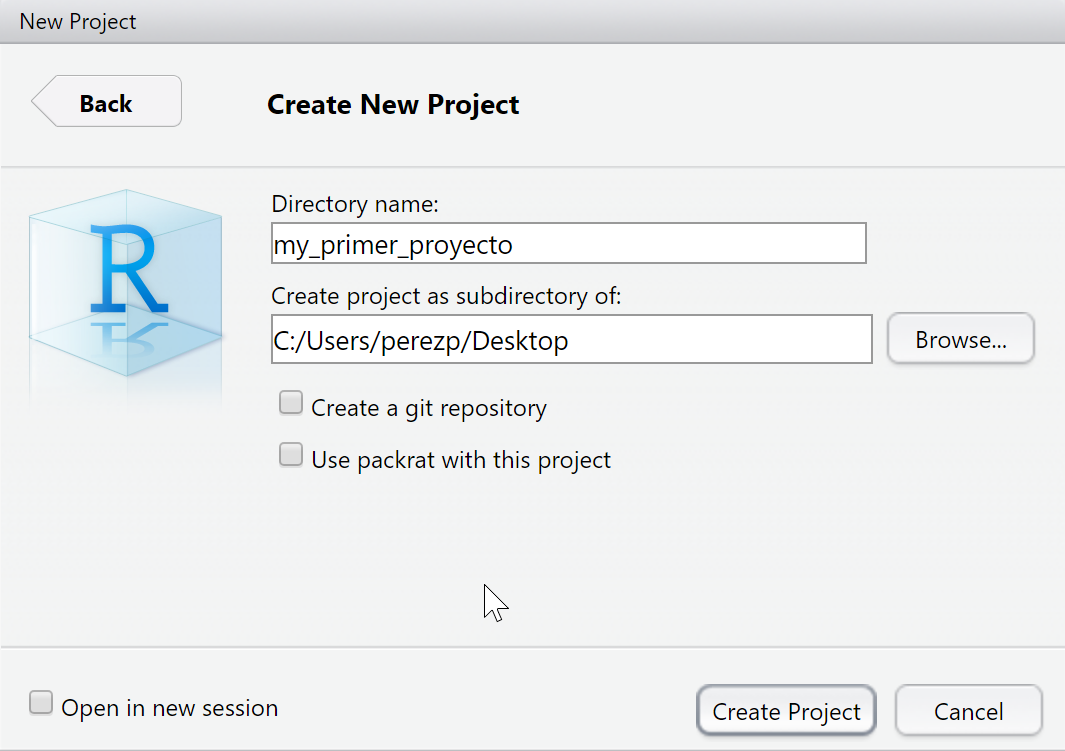 New Project
Back
Create New Project
R
Directory name:
my_primer_proyecto
Create project as subdirectory of:
C:/Users/perezp/Desktop
Browse...
Create a git repository
Use packrat with this project
Open in new session
Create Project
Cancel